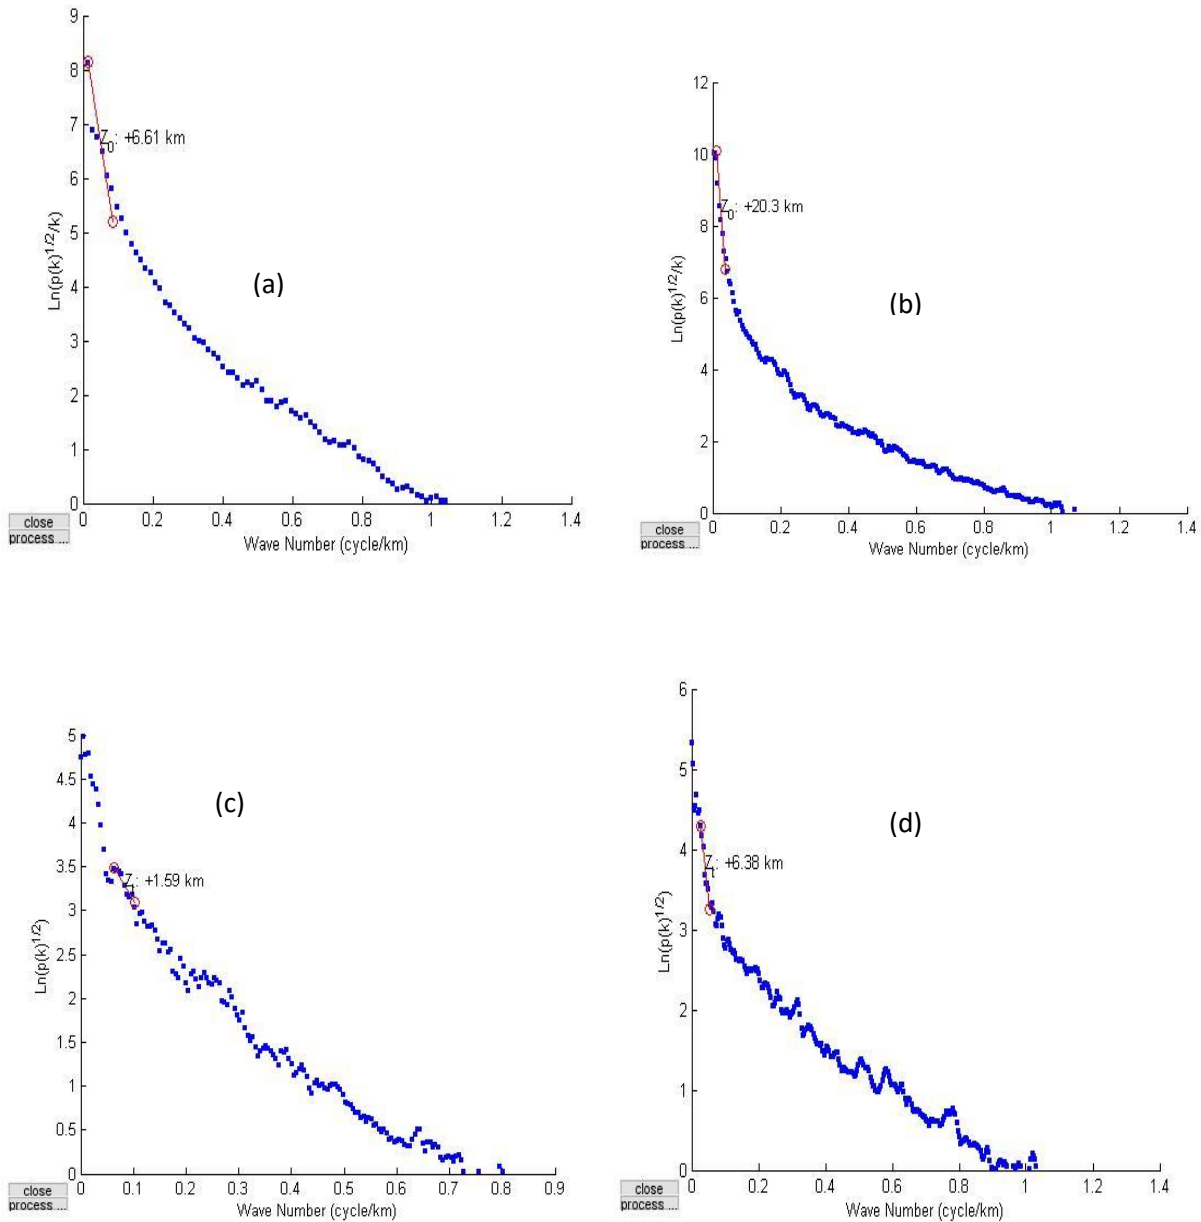 9
8
7
6
5
4
3
2
1
0
Ln(p(k)^1/2/k)
Z0: +6.61 km
(a)
0 0.2 0.4 0.6 0.8 1 1.2 1.4
Wave Number (cycle/km)
close
process ...
12
10
8
6
4
2
0
Ln(p(k)^1/2/k)
Z0: +20.3 km
(b)
0 0.2 0.4 0.6 0.8 1 1.2 1.4
Wave Number (cycle/km)
close
process ...
5
4.5
4
3.5
3
2.5
2
1.5
1
0.5
0
Ln(p(k)^1/2)
Zt: +1.59 km
(c)
0 0.1 0.2 0.3 0.4 0.5 0.6 0.7 0.8 0.9
Wave Number (cycle/km)
close
process ...
6
5
4
3
2
1
0
Ln(p(k)^1/2)
Zt: +6.38 km
(d)
0 0.2 0.4 0.6 0.8 1 1.2 1.4
Wave Number (cycle/km)
close
process ...